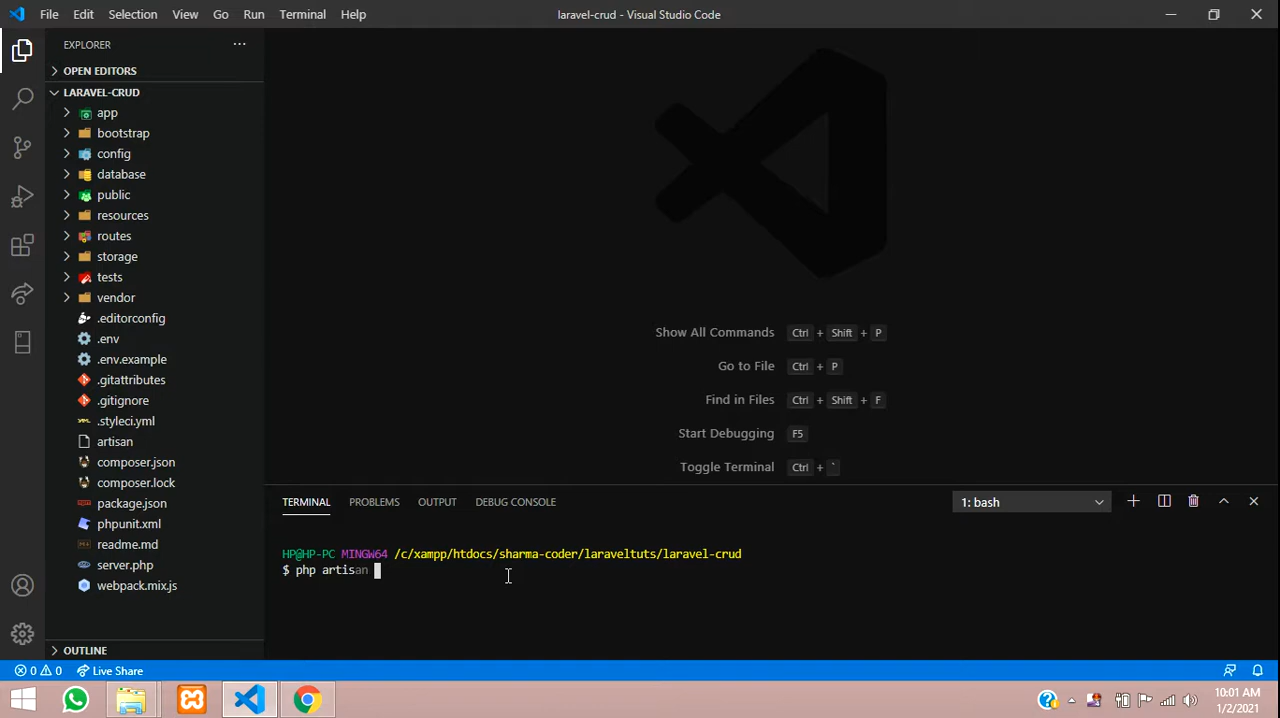 File Edit Selection View Go Run Terminal Help
laravel-crud - Visual Studio Code
EXPLORER
OPEN EDITORS
LARAVEL-CRUD
app
bootstrap
config
database
public
resources
routes
storage
tests
vendor
.editorconfig
.env
.env.example
.gitattributes
.gitignore
.styleci.yml
artisan
composer.json
composer.lock
package.json
phpunit.xml
readme.md
server.php
webpack.mix.js
OUTLINE
Show All Commands Ctrl + Shift + P
Go to File Ctrl + P
Find in Files Ctrl + Shift + F
Start Debugging F5
Toggle Terminal Ctrl + `
TERMINAL PROBLEMS OUTPUT DEBUG CONSOLE
1: bash
HP@HP-PC MINGW64 /c/xampp/htdocs/sharma-coder/laraveltuts/laravel-crud
$ php artisan
0 0 Live Share
10:01 AM
1/2/2021